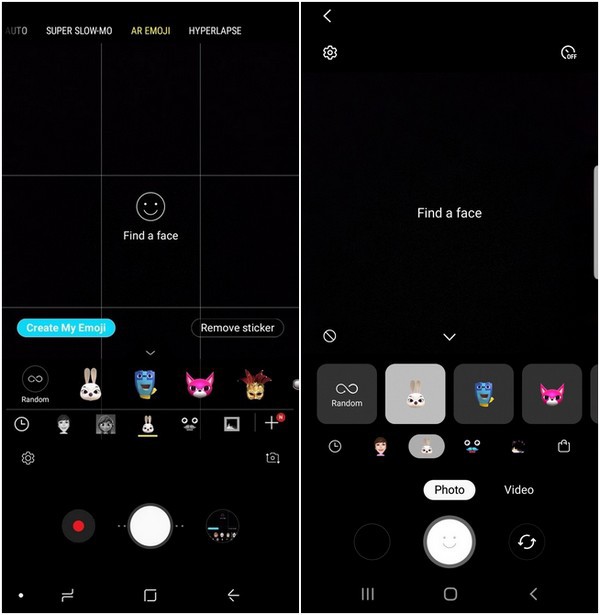 AUTO SUPER SLOW-MO AR EMOJI HYPERLAPSE
Find a face
Create My Emoji Remove sticker
Random
N
OFF
Find a face
Random
Photo Video